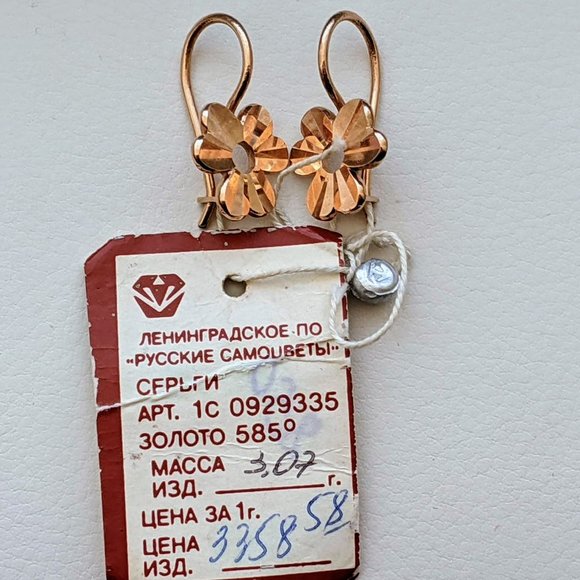 ЛЕНИНГРАДСКОЕ ПО
«РУССКИЕ САМОЦВЕТЫ»
СЕРЬГИ
АРТ. 1С 0929335
ЗОЛОТО 585°
МАССА
ИЗД. 3,07 г.
ЦЕНА ЗА 1г. 58
ЦЕНА
ИЗД. 3358